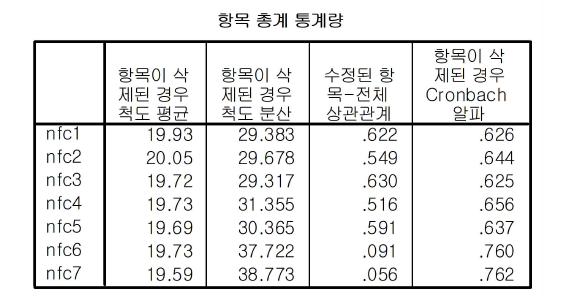 항목 총계 통계량
항목이 삭제된 경우 척도 평균 항목이 삭제된 경우 척도 분산 수정된 항목-전체 상관관계 항목이 삭제된 경우 Cronbach 알파
nfc1 19.93 29.383 .622 .626
nfc2 20.05 29.678 .549 .644
nfc3 19.72 29.317 .630 .625
nfc4 19.73 31.355 .516 .656
nfc5 19.69 30.365 .591 .637
nfc6 19.73 37.722 .091 .760
nfc7 19.59 38.773 .056 .762